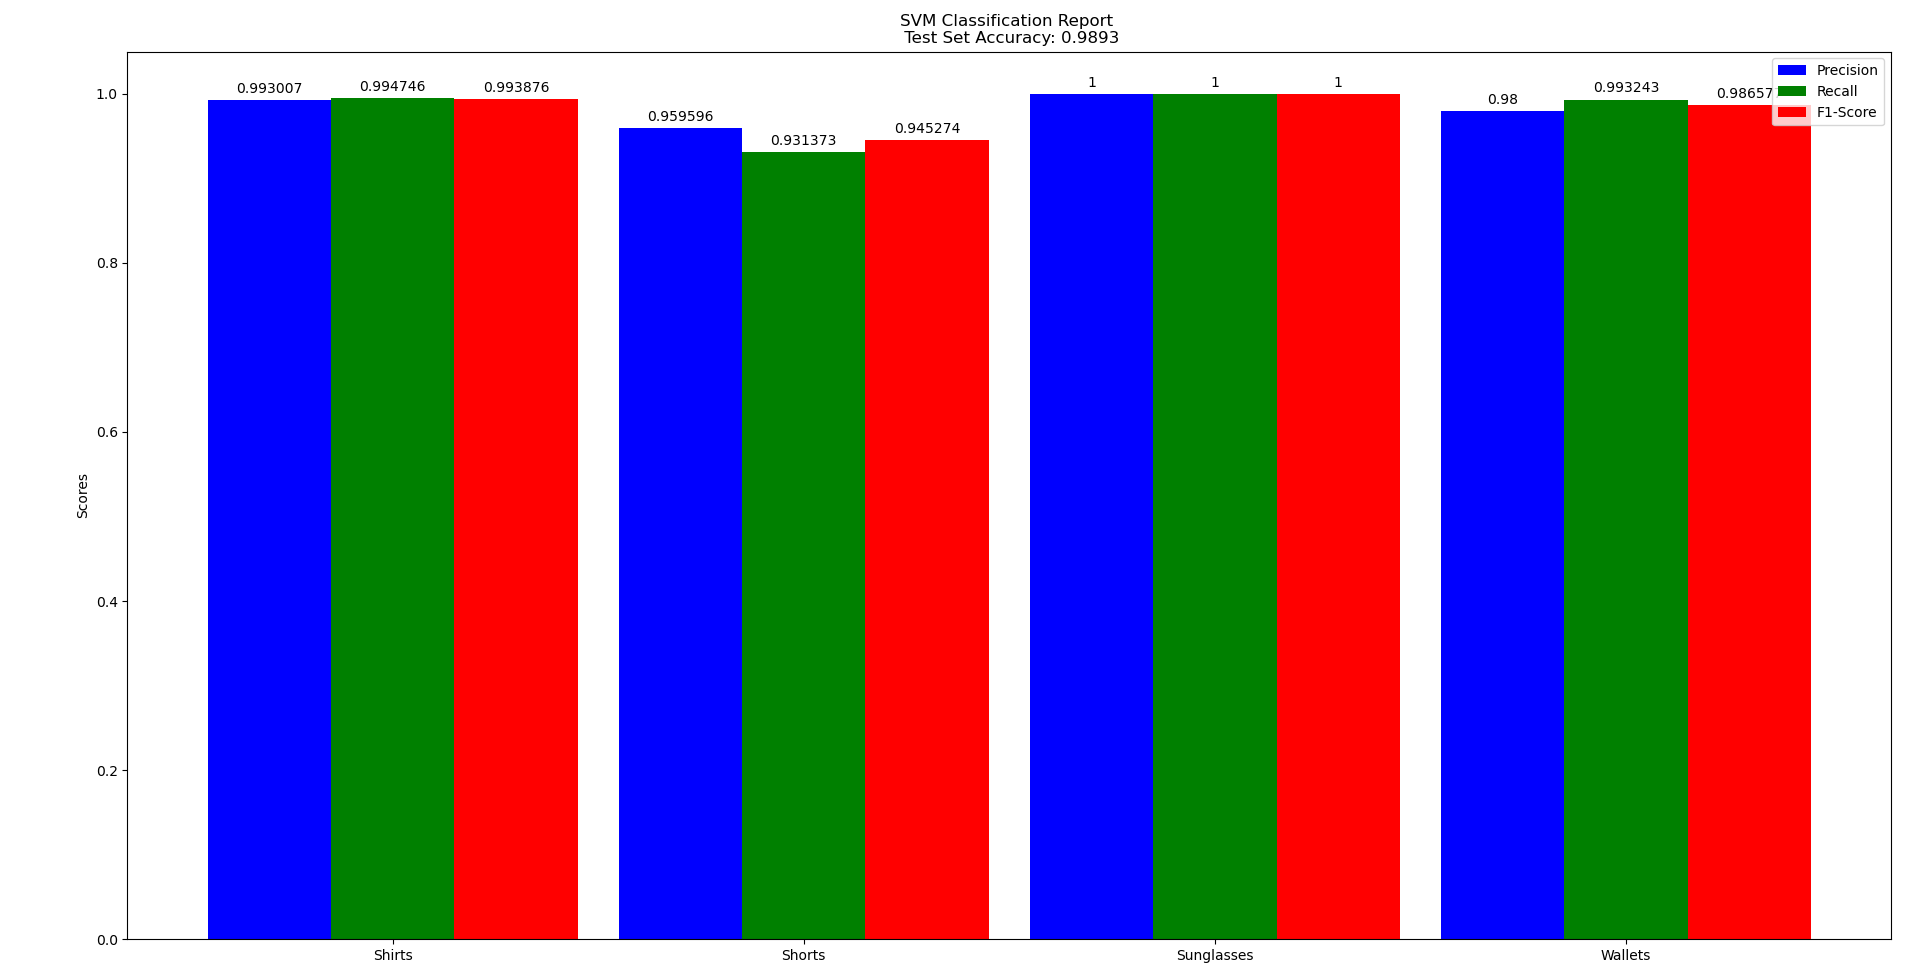 SVM Classification Report
Test Set Accuracy: 0.9893
Precision
Recall
F1-Score
0.993007
0.994746
0.993876
0.959596
0.931373
0.945274
1
1
1
0.98
0.993243
1.0
0.8
0.6
0.4
0.2
0.0
Scores
Shirts
Shorts
Sunglasses
Wallets